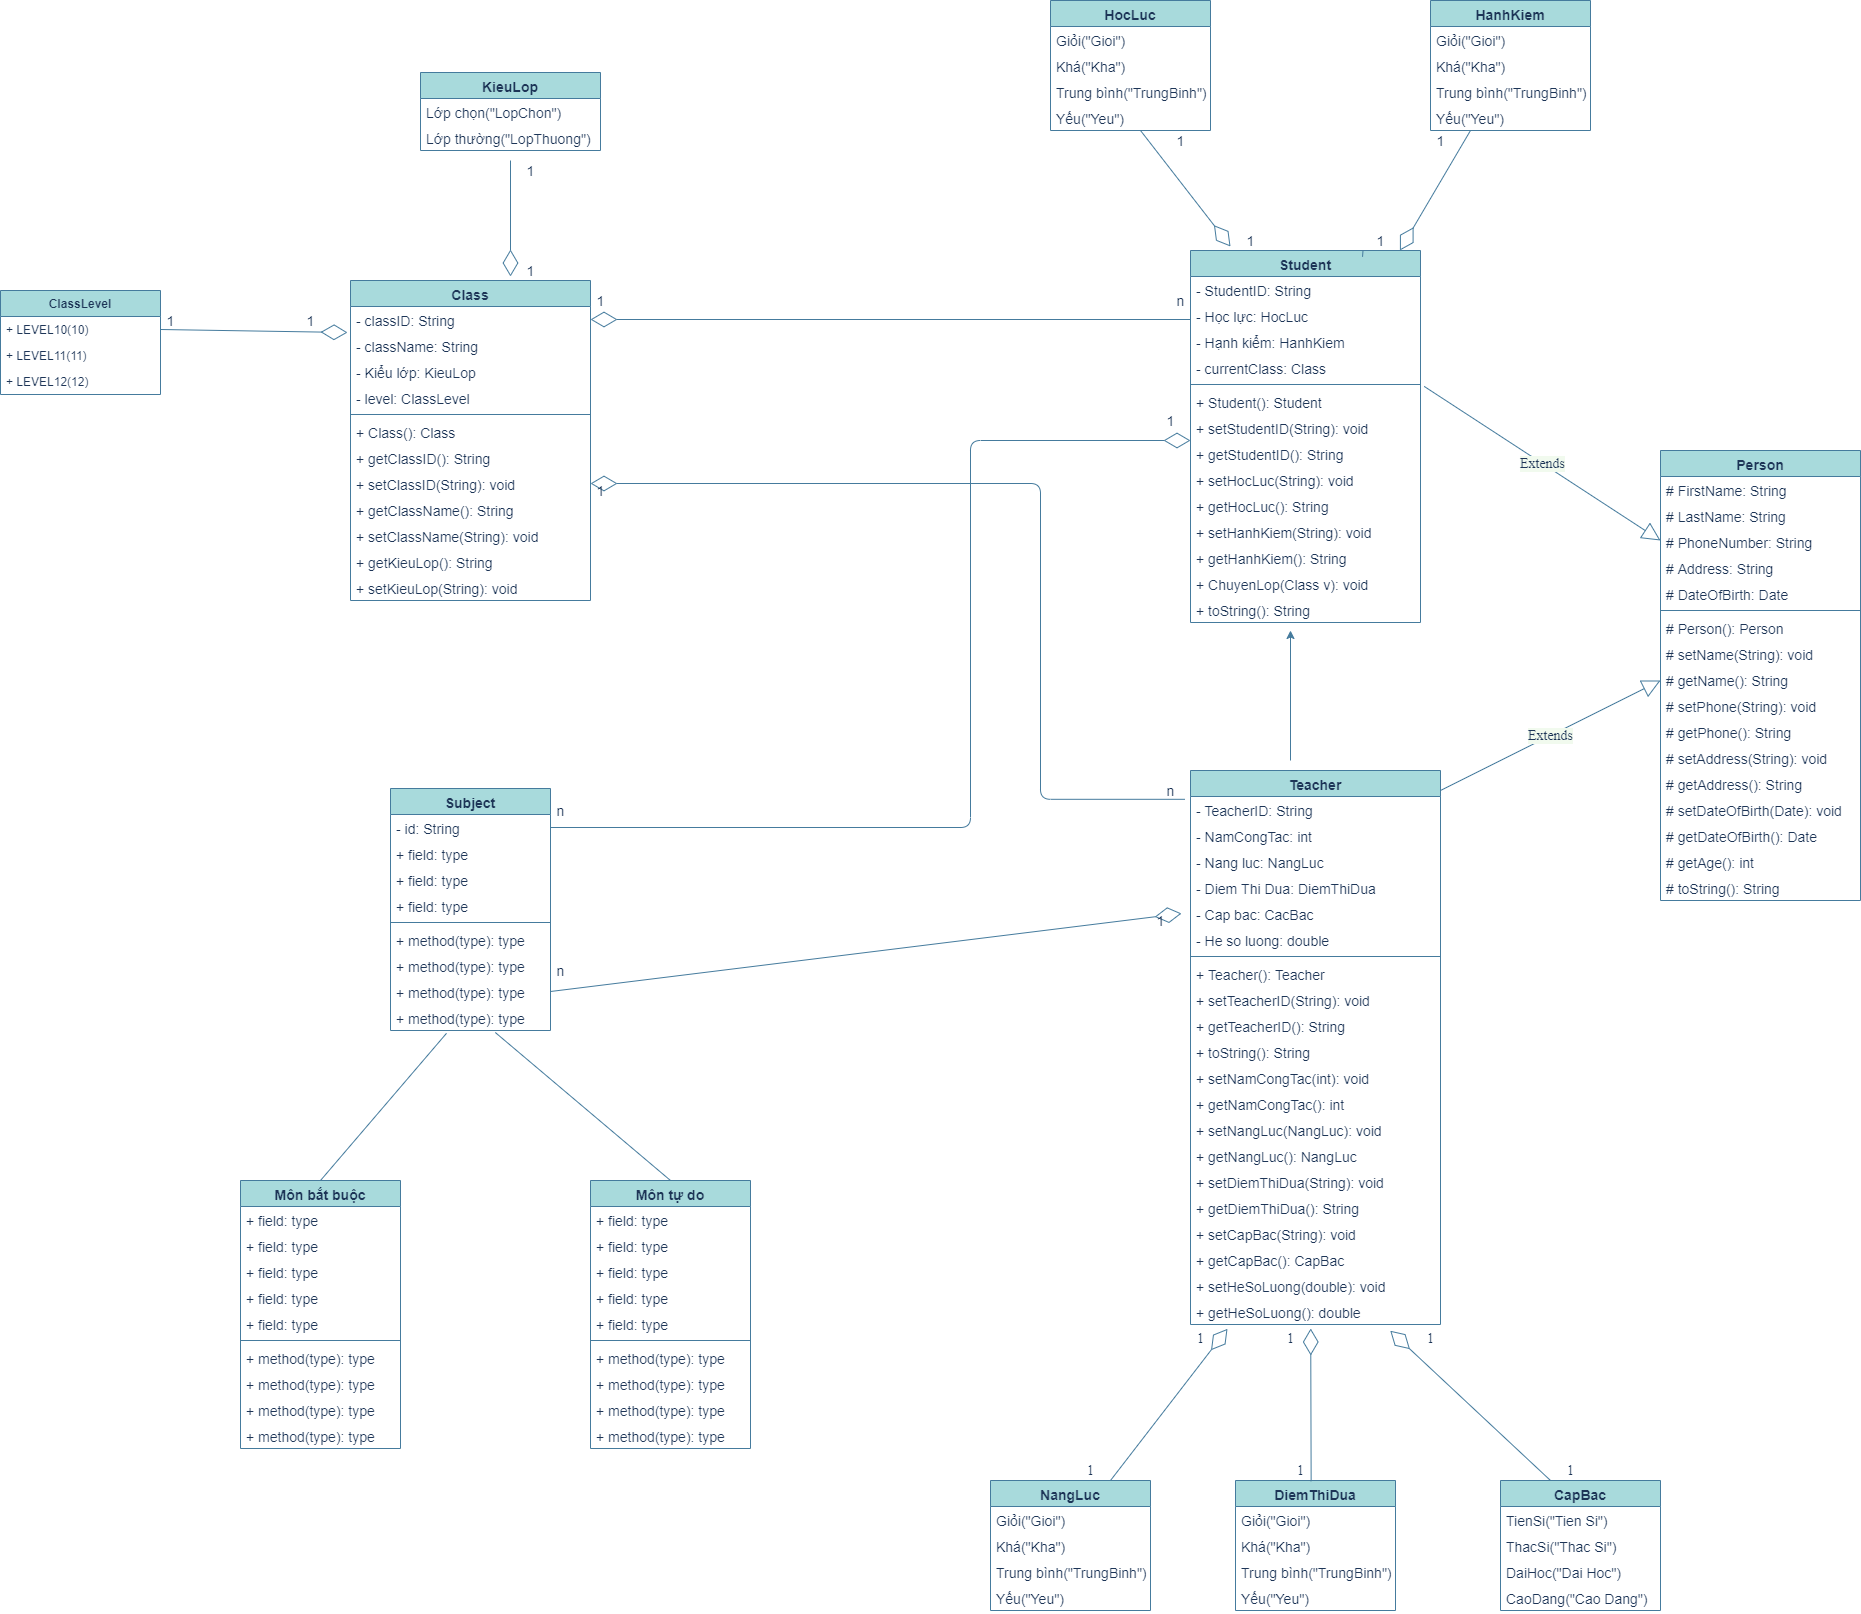 HocLuc
Giỏi("Gioi")
Khá("Kha")
Trung bình("TrungBinh")
Yếu("Yeu")
1
1
HanhKiem
Giỏi("Gioi")
Khá("Kha")
Trung bình("TrungBinh")
Yếu("Yeu")
1
1
KieuLop
Lớp chọn("LopChon")
Lớp thường("LopThuong")
1
1
ClassLevel
+ LEVEL10(10)
+ LEVEL11(11)
+ LEVEL12(12)
1
1
Class
- classID: String
- className: String
- Kiểu lớp: KieuLop
- level: ClassLevel
+ Class(): Class
+ getClassID(): String
+ setClassID(String): void
+ getClassName(): String
+ setClassName(String): void
+ getKieuLop(): String
+ setKieuLop(String): void
1
n
1
1
Student
- StudentID: String
- Học lực: HocLuc
- Hạnh kiểm: HanhKiem
- currentClass: Class
+ Student(): Student
+ setStudentID(String): void
+ getStudentID(): String
+ setHocLuc(String): void
+ getHocLuc(): String
+ setHanhKiem(String): void
+ getHanhKiem(): String
+ ChuyenLop(Class v): void
+ toString(): String
Extends
Person
# FirstName: String
# LastName: String
# PhoneNumber: String
# Address: String
# DateOfBirth: Date
# Person(): Person
# setName(String): void
# getName(): String
# setPhone(String): void
# getPhone(): String
# setAddress(String): void
# getAddress(): String
# setDateOfBirth(Date): void
# getDateOfBirth(): Date
# getAge(): int
# toString(): String
Extends
Subject
- id: String
+ field: type
+ field: type
+ field: type
+ method(type): type
+ method(type): type
+ method(type): type
+ method(type): type
n
n
n
1
Teacher
- TeacherID: String
- NamCongTac: int
- Nang luc: NangLuc
- Diem Thi Dua: DiemThiDua
- Cap bac: CacBac
- He so luong: double
+ Teacher(): Teacher
+ setTeacherID(String): void
+ getTeacherID(): String
+ toString(): String
+ setNamCongTac(int): void
+ getNamCongTac(): int
+ setNangLuc(NangLuc): void
+ getNangLuc(): NangLuc
+ setDiemThiDua(String): void
+ getDiemThiDua(): String
+ setCapBac(String): void
+ getCapBac(): CapBac
+ setHeSoLuong(double): void
+ getHeSoLuong(): double
Môn bắt buộc
+ field: type
+ field: type
+ field: type
+ field: type
+ field: type
+ method(type): type
+ method(type): type
+ method(type): type
+ method(type): type
Môn tự do
+ field: type
+ field: type
+ field: type
+ field: type
+ field: type
+ method(type): type
+ method(type): type
+ method(type): type
+ method(type): type
1
1
1
1
1
1
NangLuc
Giỏi("Gioi")
Khá("Kha")
Trung bình("TrungBinh")
Yếu("Yeu")
DiemThiDua
Giỏi("Gioi")
Khá("Kha")
Trung bình("TrungBinh")
Yếu("Yeu")
CapBac
TienSi("Tien Si")
ThacSi("Thac Si")
DaiHoc("Dai Hoc")
CaoDang("Cao Dang")